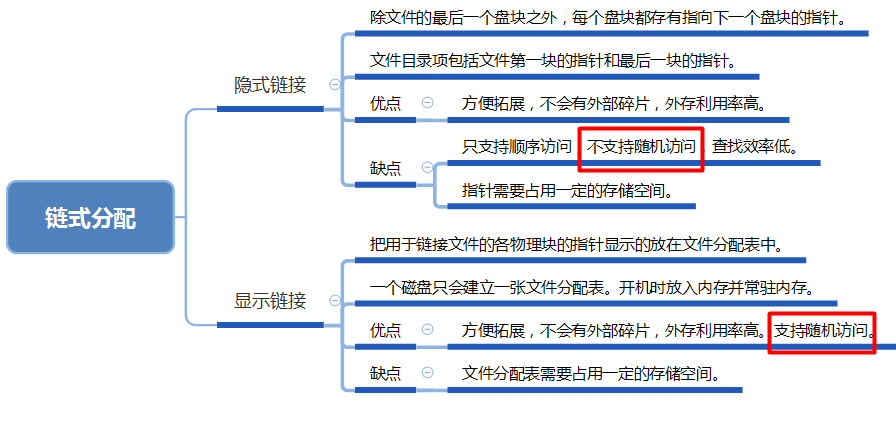 链式分配
隐式链接
除文件的最后一个盘块之外，每个盘块都存有指向下一个盘块的指针。
文件目录项包括文件第一块的指针和最后一块的指针。
优点
方便拓展，不会有外部碎片，外存利用率高。
缺点
只支持顺序访问，不支持随机访问，查找效率低。
指针需要占用一定的存储空间。
显示链接
把用于链接文件的各物理块的指针显示的放在文件分配表中。
一个磁盘只会建立一张文件分配表。开机时放入内存并常驻内存。
优点
方便拓展，不会有外部碎片，外存利用率高。支持随机访问。
缺点
文件分配表需要占用一定的存储空间。